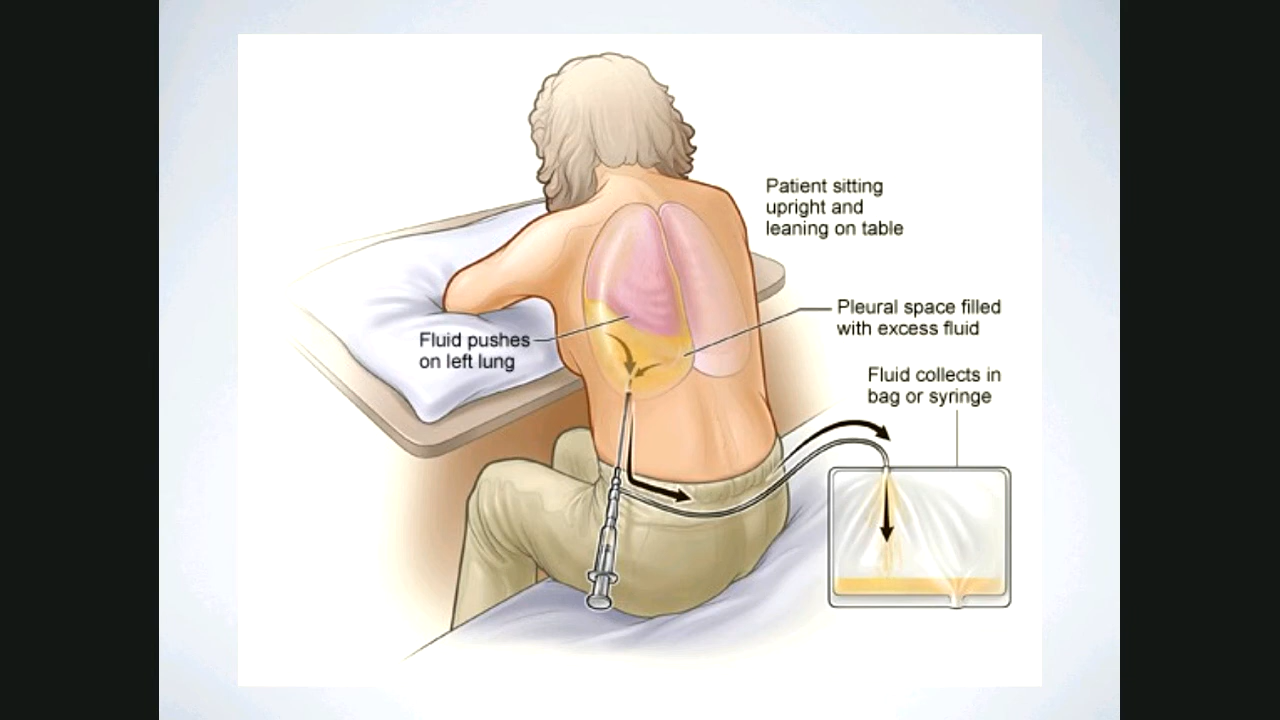 Patient sitting
upright and
leaning on table
Pleural space filled
with excess fluid
Fluid pushes
on left lung
Fluid collects in
bag or syringe